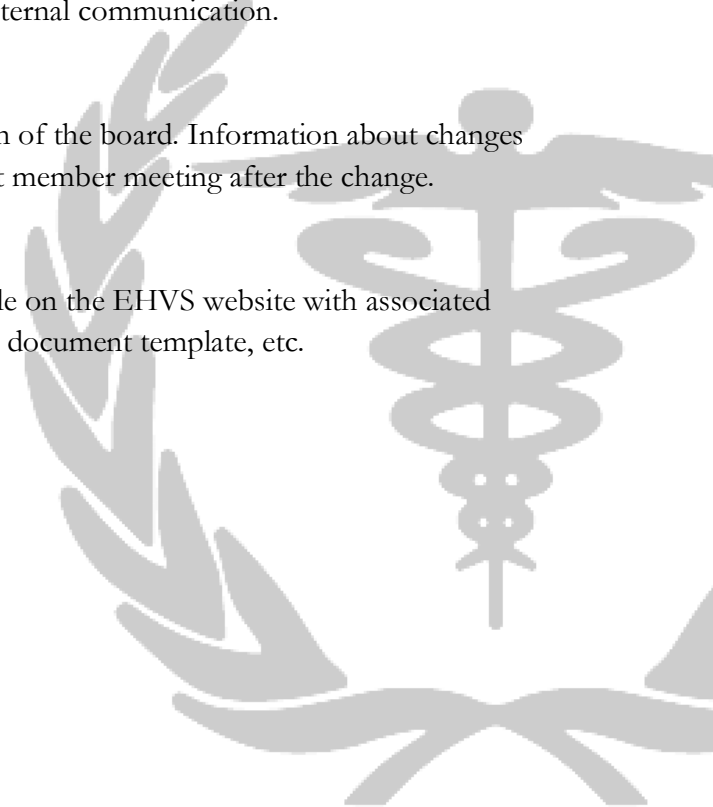 ternal communication.
n of the board. Information about changes
t member meeting after the change.
le on the EHVS website with associated
document template, etc.